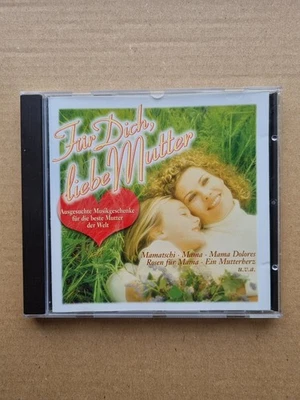 Für Dich,
liebe Mutter
Ausgesuchte Musikgeschenke
für die beste Mutter
der Welt
Mamatschi · Mama · Mama Dolores
Rosen für Mama · Ein Mutterherz
u.v.a.